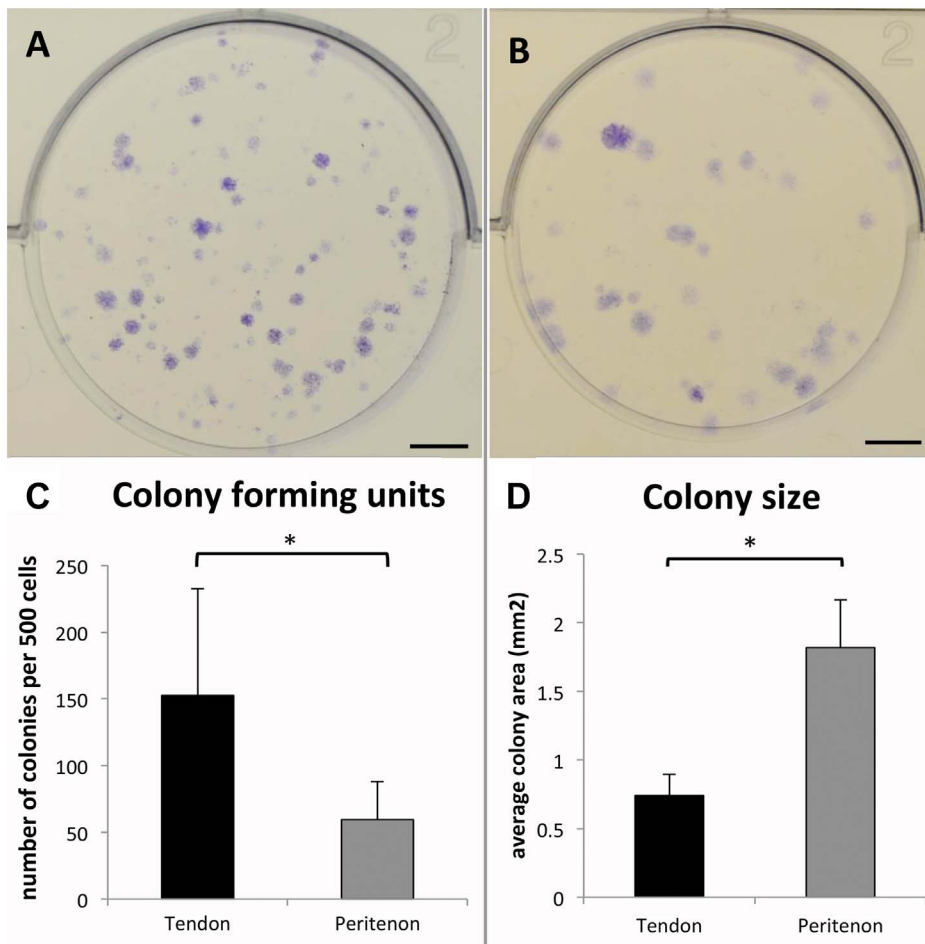 A
2
B
2
C
Colony forming units
*
number of colonies per 500 cells
250
200
150
100
50
0
Tendon
Peritenon
D
Colony size
*
average colony area (mm2)
2.5
2
1.5
1
0.5
0
Tendon
Peritenon